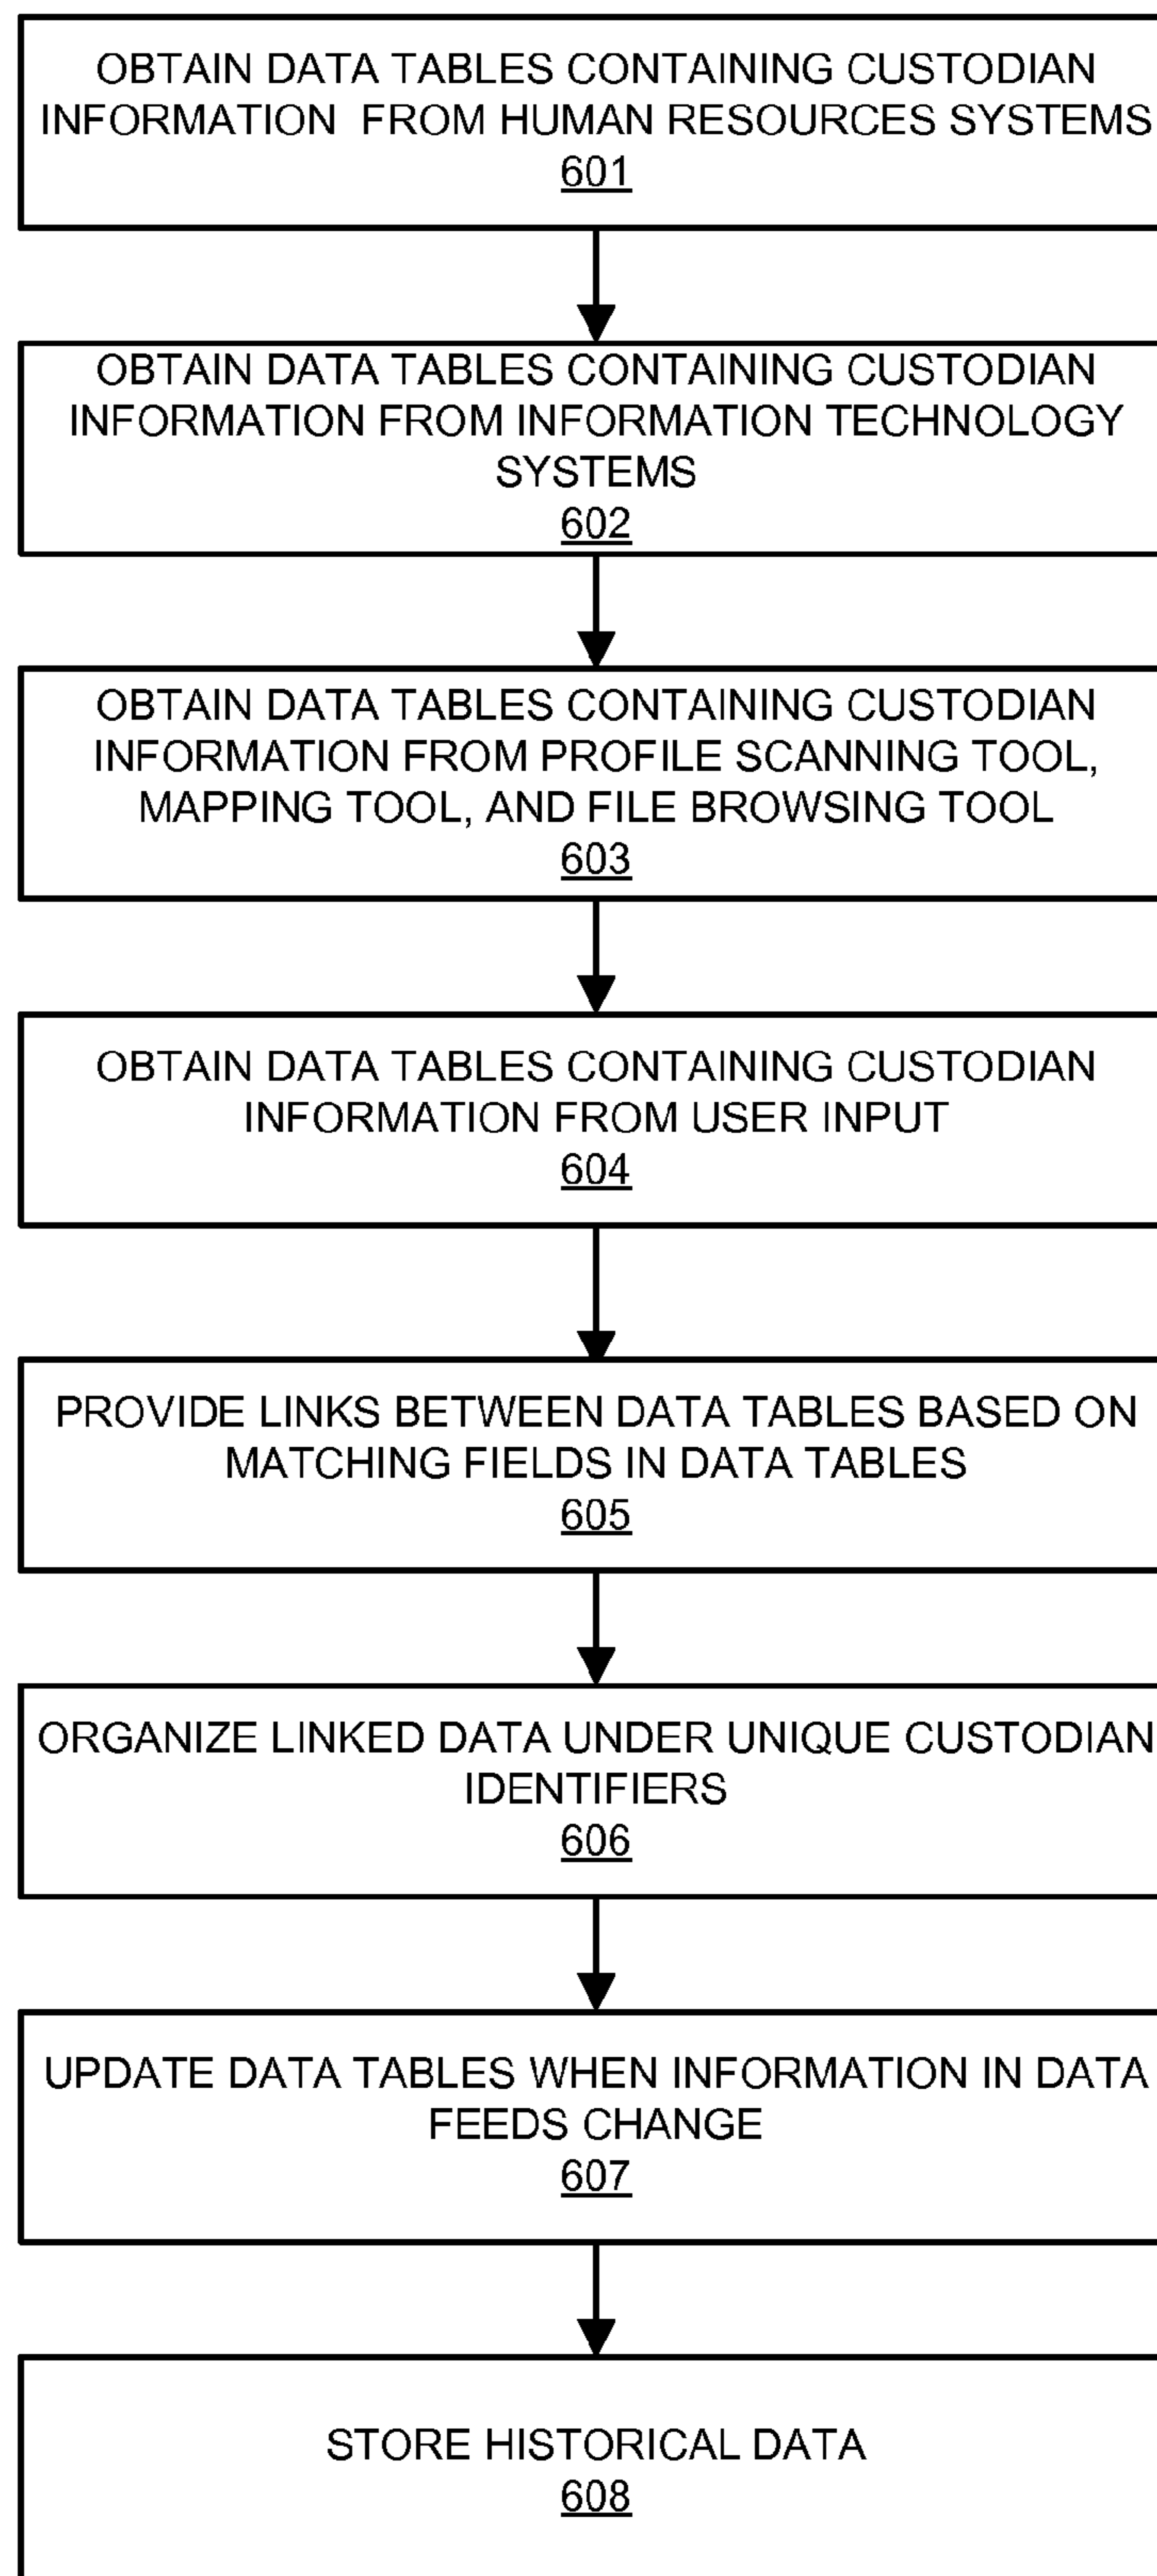 OBTAIN DATA TABLES CONTAINING CUSTODIAN
INFORMATION FROM HUMAN RESOURCES SYSTEMS
601
OBTAIN DATA TABLES CONTAINING CUSTODIAN
INFORMATION FROM INFORMATION TECHNOLOGY
SYSTEMS
602
OBTAIN DATA TABLES CONTAINING CUSTODIAN
INFORMATION FROM PROFILE SCANNING TOOL,
MAPPING TOOL, AND FILE BROWSING TOOL
603
OBTAIN DATA TABLES CONTAINING CUSTODIAN
INFORMATION FROM USER INPUT
604
PROVIDE LINKS BETWEEN DATA TABLES BASED ON
MATCHING FIELDS IN DATA TABLES
605
ORGANIZE LINKED DATA UNDER UNIQUE CUSTODIAN
IDENTIFIERS
606
UPDATE DATA TABLES WHEN INFORMATION IN DATA
FEEDS CHANGE
607
STORE HISTORICAL DATA
608